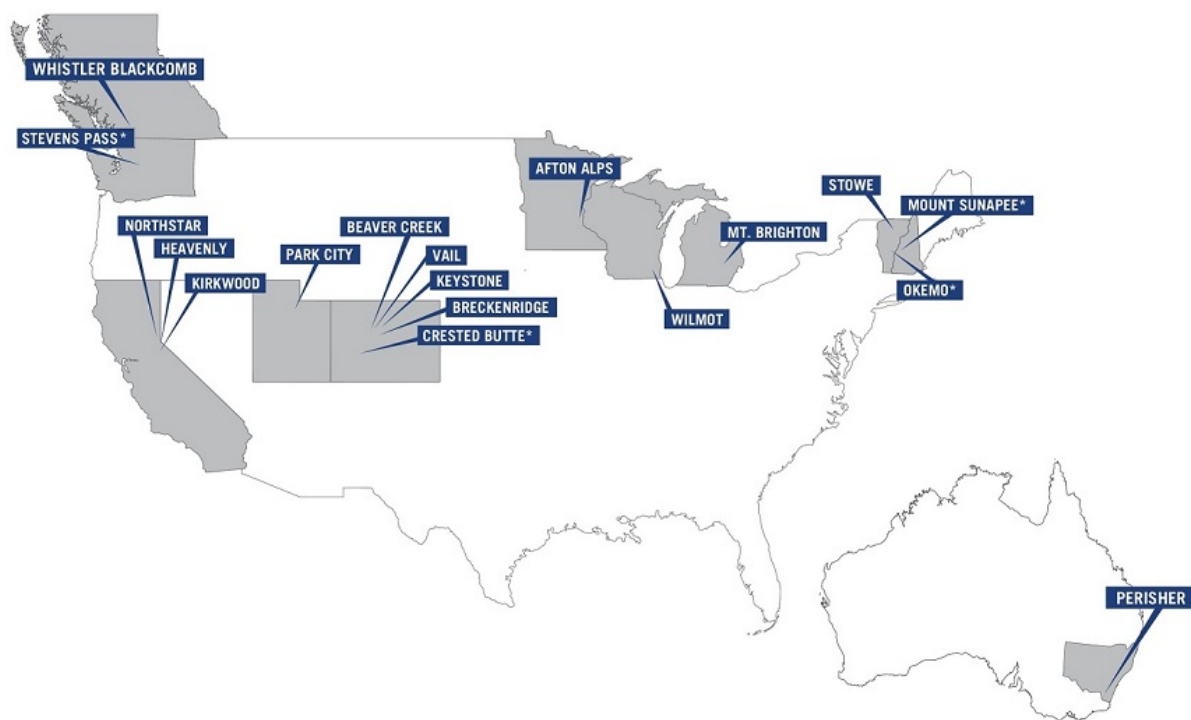 WHISTLER BLACKCOMB
STEVENS PASS*
NORTHSTAR
HEAVENLY
KIRKWOOD
PARK CITY
BEAVER CREEK
VAIL
KEYSTONE
BRECKENRIDGE
CRESTED BUTTE*
AFTON ALPS
MT. BRIGHTON
WILMOT
STOWE
MOUNT SUNAPEE*
OKEMO*
PERISHER